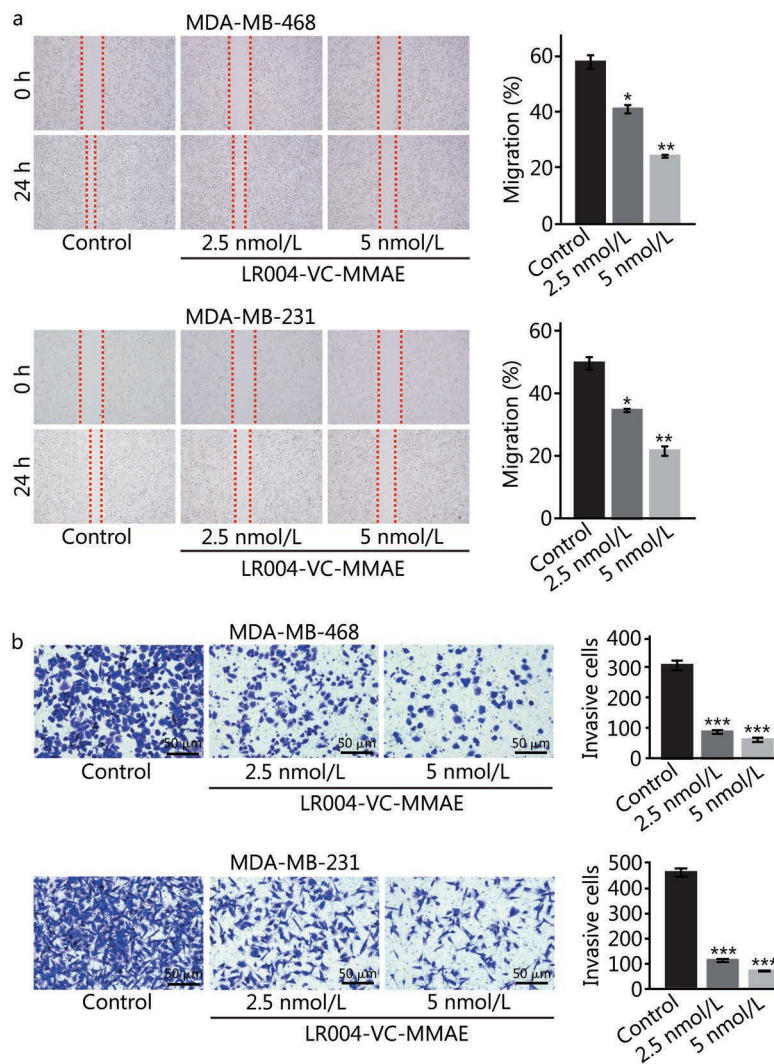 a
MDA-MB-468
0 h
24 h
Control
2.5 nmol/L
5 nmol/L
LR004-VC-MMAE
Migration (%)
60
40
20
0
*
**
Control
2.5 nmol/L
5 nmol/L
MDA-MB-231
0 h
24 h
Control
2.5 nmol/L
5 nmol/L
LR004-VC-MMAE
Migration (%)
60
40
20
0
*
**
Control
2.5 nmol/L
5 nmol/L
b
MDA-MB-468
50 μm
50 μm
50 μm
Control
2.5 nmol/L
5 nmol/L
LR004-VC-MMAE
Invasive cells
400
300
200
100
0
***
***
Control
2.5 nmol/L
5 nmol/L
MDA-MB-231
50 μm
50 μm
50 μm
Control
2.5 nmol/L
5 nmol/L
LR004-VC-MMAE
Invasive cells
500
400
300
200
100
0
***
***
Control
2.5 nmol/L
5 nmol/L